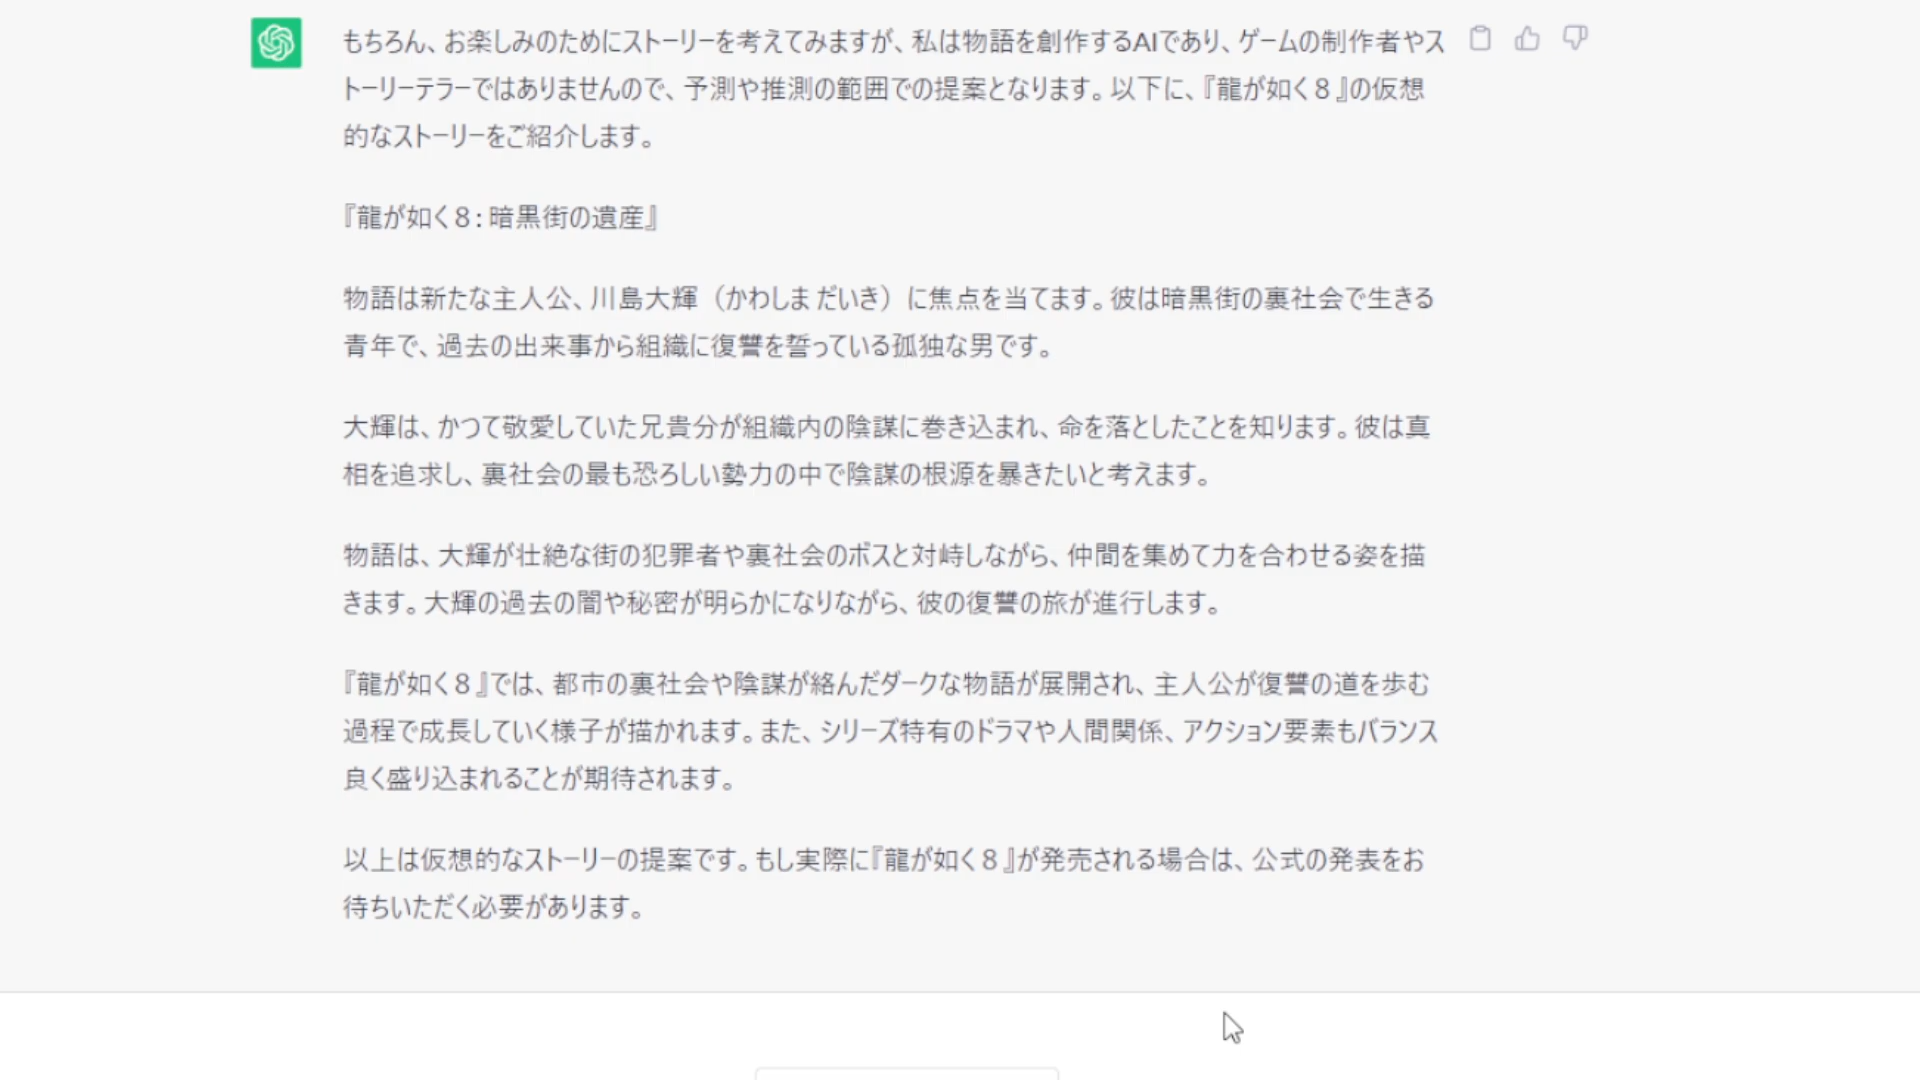 もちろん、お楽しみのためにストーリーを考えてみますが、私は物語を創作するAIであり、ゲームの制作者やス
トーリーテラーではありませんので、予測や推測の範囲での提案となります。以下に、『龍が如く８』の仮想
的なストーリーをご紹介します。
『龍が如く８: 暗黒街の遺産』
物語は新たな主人公、川島大輝（かわしま だいき）に焦点を当てます。彼は暗黒街の裏社会で生きる
青年で、過去の出来事から組織に復讐を誓っている孤独な男です。
大輝は、かつて敬愛していた兄貴分が組織内の陰謀に巻き込まれ、命を落としたことを知ります。彼は真
相を追求し、裏社会の最も恐ろしい勢力の中で陰謀の根源を暴きたいと考えます。
物語は、大輝が壮絶な街の犯罪者や裏社会のボスと対峙しながら、仲間を集めて力を合わせる姿を描
きます。大輝の過去の闇や秘密が明らかになりながら、彼の復讐の旅が進行します。
『龍が如く８』では、都市の裏社会や陰謀が絡んだダークな物語が展開され、主人公が復讐の道を歩む
過程で成長していく様子が描かれます。また、シリーズ特有のドラマや人間関係、アクション要素もバランス
良く盛り込まれることが期待されます。
以上は仮想的なストーリーの提案です。もし実際に『龍が如く８』が発売される場合は、公式の発表をお
待ちいただく必要があります。